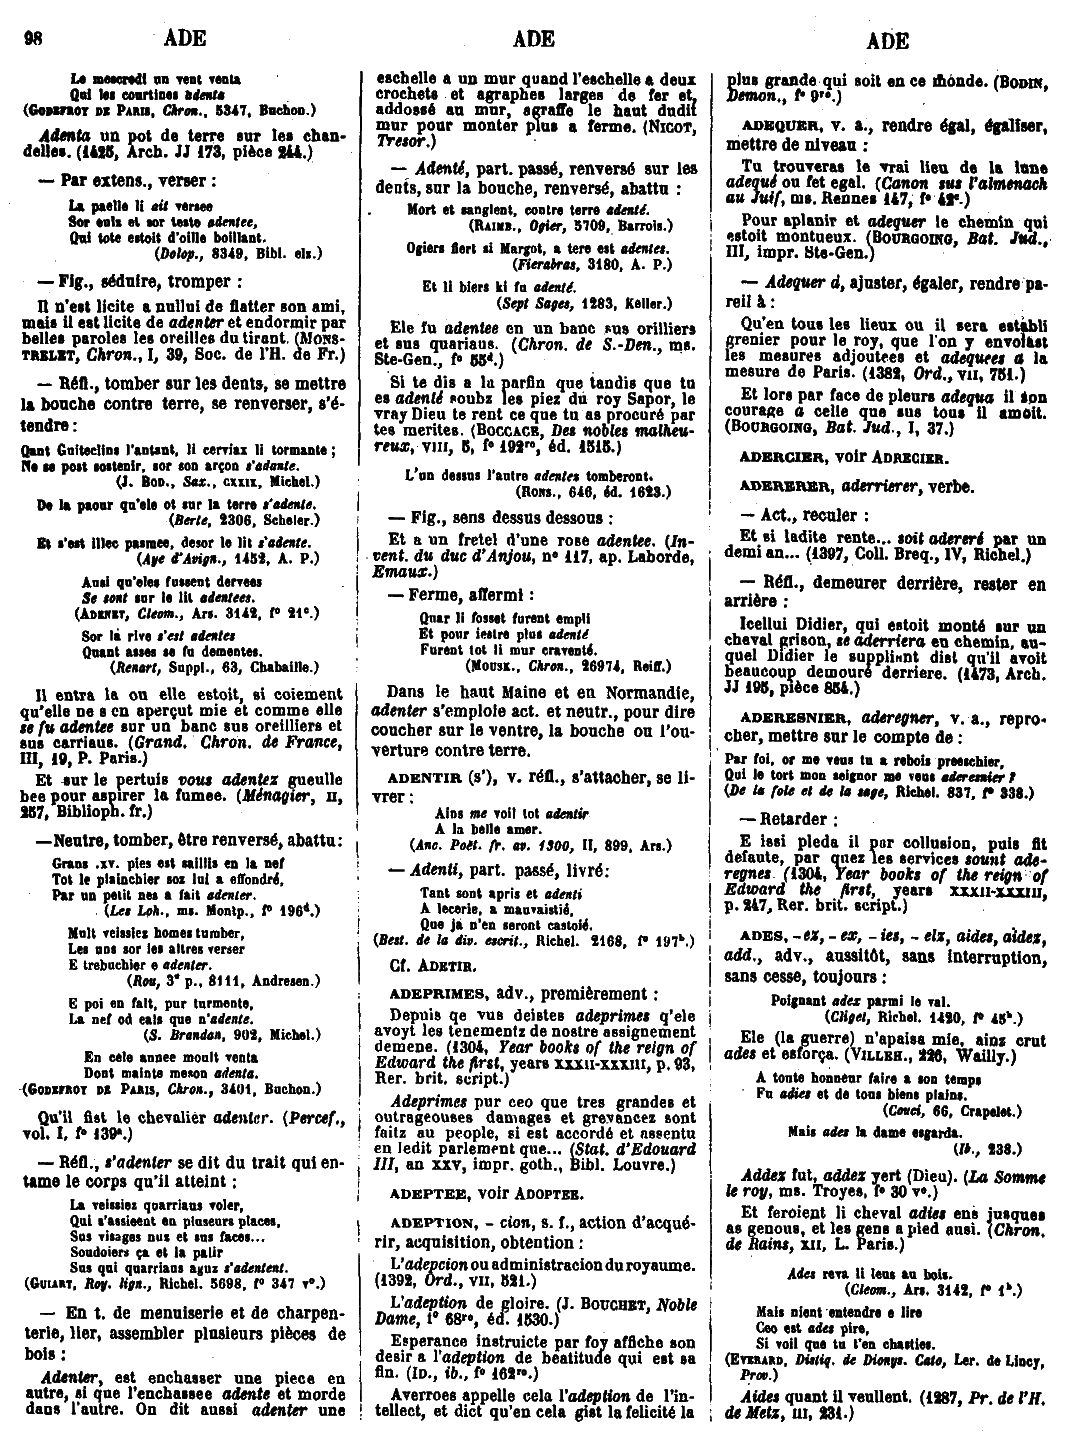 98 ADE ADE ADE
Le mescredi un vent venta
Qui les courtines adenta
(GODEFROY DE PARIS, Chron., 5347, Buchon.)
Adenta un pot de terre sur les chan-
delles. (1425, Arch. JJ 173, pièce 244.)
— Par extens., verser :
La paelle li ait versee
Sor euls et sor teste adentee,
Qui tote estoit d'oille boillant.
(Dolop., 8349, Bibl. elz.)
— Fig., séduire, tromper :
Il n'est licite a nullui de flatter son ami,
mais il est licite de adenter et endormir par
belles paroles les oreilles du tirant. (MONS-
TRELET, Chron., I, 39, Soc. de l'H. de Fr.)
— Réfl., tomber sur les dents, se mettre
la bouche contre terre, se renverser, s'é-
tendre :
Qant Guiteclins l'antant, li cerviax li tormante ;
Ne se post sostenir, sor son arçon s'adante.
(J. BOD., Sax., CXXIX, Michel.)
De la paour qu'ele ot sur la terre s'adente.
(Berte, 2306, Scheler.)
Et s'est illec pasmee, desor le lit s'adente.
(Aye d'Avign., 1452, A. P.)
Ausi qu'eles fussent dervees
Se sont sur le lit adentees.
(ADENET, Cleom., Ars. 3142, f° 21c.)
Sor la rive s'est adentes
Quant asses se fu dementes.
(Renart, Suppl., 63, Chabaille.)
Il entra la ou elle estoit, si coiement
qu'elle ne s en aperçut mie et comme elle
se fu adentee sur un banc sus oreilliers et
sus carriaus. (Grand. Chron. de France,
III, 19, P. Paris.)
Et sur le pertuis vous adentez gueulle
bee pour aspirer la fumee. (Ménagier, II,
257, Biblioph. fr.)
—Neutre, tomber, être renversé, abattu:
Grans .xv. pies est saillis en la nef
Tot le plainchier soz lui a effondré,
Par un petit nes a fait adenter.
(Les Loh., ms. Montp., f° 196d.)
Mult veissiez homes tumber,
Les uns sor les altres verser
E trebuchier e adenter.
(Rou, 3e p., 8111, Andresen.)
E poi en falt, pur turmente,
La nef od eals que n'adente.
(S. Brandan, 902, Michel.)
En cele annee moult venta
Dont mainte meson adenta.
(GODEFROY DE PARIS, Chron., 3401, Buchon.)
Qu'il fist le chevalier adenter. (Percef.,
vol. I, f° 139a.)
— Réfl., s'adenter se dit du trait qui en-
tame le corps qu'il atteint ;
La veissiez quarriaus voler,
Qui s'assieent en pluseurs places,
Sus visages nuz et sus faces...
Soudoiers ça et la palir
Sus qui quarriaus aguz s'adentent.
(GUIART, Roy. lign., Richel. 5698, f° 347 v°.)
— En t. de menuiserie et de charpen-
terie, lier, assembler plusieurs pièces de
bois :
Adenter, est enchasser une piece en
autre, si que l'enchassee adente et morde
dans l'autre. On dit aussi adenter une
eschelle a un mur quand l'eschelle a deux
crochets et agraphes larges de fer et
addossé au mur, agraffe le haut dudit
mur pour monter plus a ferme. (NICOT,
Tresor.)
— Adenté, part. passé, renversé sur les
dents, sur la bouche, renversé, abattu :
Mort et sanglent, contre terre adenté.
(RAIMB., Ogier, 5709, Barrois.)
Ogiers fiert si Margot, a tere est adentes.
(Fierabras, 3180, A. P.)
Et li biers ki fu adenté.
(Sept Sages, 1283, Keller.)
Ele fu adentee en un banc sus orilliers
et sus quariaus. (Chron. de S.-Den., ms.
Ste-Gen., f° 55d.)
Si te dis a la parfin que tandis que tu
es adenté soubz les piez du roy Sapor, le
vray Dieu te rent ce que tu as procuré par
tes merites. (BOCCACE, Des nobles malheu-
reux, VIII, 5, f° 192ro, éd. 1515.)
L'un dessus l'autre adentes tomberont.
(RONS., 646, éd. 1623.)
— Fig., sens dessus dessous :
Et a un fretel d'une rose adentee. (In-
vent. du duc d'Anjou, n° 117, ap. Laborde,
Emaux.)
— Ferme, affermi :
Quar li fosset furent empli
Et pour iestre plus adenté
Furent tot li mur craventé.
(MOUSK., Chron., 26974, Reiff.)
Dans le haut Maine et en Normandie,
adenter s'emploie act. et neutr., pour dire
coucher sur le ventre, la bouche ou l'ou-
verture contre terre.
ADENTIR (s'), v. réfl., s'attacher, se li-
vrer :
Ains me voil tot adentir
A la belle amer.
(Anc. Poët. fr. av. 1300, II, 899, Ars.)
— Adenti, part. passé, livré:
Tant sont apris et adenti
A lecerie, a mauvaistié,
Que ja n'en seront castoié.
(Best. de la div. escrit., Richel. 2168, f° 197b.)
Cf. ADETIR.
ADEPRIMES, adv., premièrement :
Depuis qe vus deistes adeprimes q'ele
avoyt les tenementz de nostre assignement
demene. (1304, Year books of the reign of
Edward the first, years XXXII-XXXIII, p. 93,
Rer. brit. script.)
Adeprimes pur ceo que tres grandes et
outrageouses damages et grevancez sont
faitz au people, si est accordé et assentu
en ledit parlement que... (Stat. d'Edouard
III, an XXV, impr. goth., Bibl. Louvre.)
ADEPTEE, voir ADOPTEE.
ADEPTION, - cion, s. f., action d'acqué-
rir, acquisition, obtention :
L'adepcion ou administracion du royaume.
(1392, Ord., VII, 521.)
L'adeption de gloire. (J. BOUCHET, Noble
Dame, f° 68ro, éd. 1530.)
Esperance instruicte par foy affiche son
desir a l'adeption de beatitude qui est sa
fin. (ID., ib., f° 162ro.)
Averroes appelle cela l'adeption de l'in-
tellect, et dict qu'en cela gist la felicité la
plus grande qui soit en ce monde. (BODIN,
Demon., f° 9ro.)
ADEQUER, v. a., rendre égal, égaliser,
mettre de niveau :
Tu trouveras le vrai lieu de la lune
adequé ou fet egal. (Canon sus l'almenach
au Juif, ms. Rennes 147, f° 42c.)
Pour aplanir et adequer le chemin qui
estoit montueux. (BOURGOING, Bat. Jud.,
III, impr. Ste-Gen.)
— Adequer a, ajuster, égaler, rendre pa-
reil à :
Qu'en tous les lieux ou il sera establi
grenier pour le roy, que l'on y envolast
les mesures adjoutees et adequees a la
mesure de Paris. (1382, Ord., VII, 751.)
Et lors par face de pleurs adequa il son
courage a celle que sus tous il amoit.
(BOURGOING, Bat. Jud., I, 37.)
ADERCIER, voir ADRECIER.
ADERERER, aderrierer, verbe.
— Act., reculer :
Et si ladite rente... soit adereré par un
demi an... (1397, Coll. Breq., IV, Richel.)
— Réfl., demeurer derrière, rester en
arrière :
Icellui Didier, qui estoit monté sur un
cheval grison, se aderriera en chemin, au-
quel Didier le suppliant dist qu'il avoit
beaucoup demouré derriere. (1473, Arch.
JJ 195, pièce 854.)
ADERESNIER, aderegner, v. a., repro-
cher, mettre sur le compte de :
Par foi, or me veus tu a rebois preeschier,
Qui le tort mon seignor me veus aderesnier ?
(De la fole et de la sage, Richel. 837, f° 338.)
— Retarder :
E issi pleda il por collusion, puis fit
defaute, par quez les services sount ade-
regnes. (1304, Year books of the reign of
Edward the first, years XXXII-XXXIII,
p. 247, Rer. brit. script.)
ADES, - ez, - ex, - ies, - elz, aides, aidez,
add., adv., aussitôt, sans interruption,
sans cesse, toujours :
Poignant adez parmi le val.
(Cliget, Richel. 1420, f° 45b.)
Ele (la guerre) n'apaisa mie, ainz crut
ades et esforça. (VILLEH., 226, Wailly.)
A toute honneur faire a son temps
Fu adies et de tous biens plains.
(Couci, 66, Crapelet.)
Mais ades la dame esgarda.
(Ib., 238.)
Addez fut, addez yert (Dieu). (La Somme
le roy, ms. Troyes, f° 30 v°.)
Et feroient li cheval adies ens jusques
as genous, et les gens a pied ausi. (Chron.
de Rains, XII, L. Paris.)
Ades reva li leus au bois.
(Cleom., Ars. 3142, f° 1b.)
Mais nient entendre e lire
Ceo est ades pire,
Si voil que tu l'en chasties.
(EVERARD, Distiq. de Dionys. Cato, Ler. de Lincy,
Prov.)
Aides quant il veullent. (1287, Pr. de l'H.
de Metz, III, 231.)